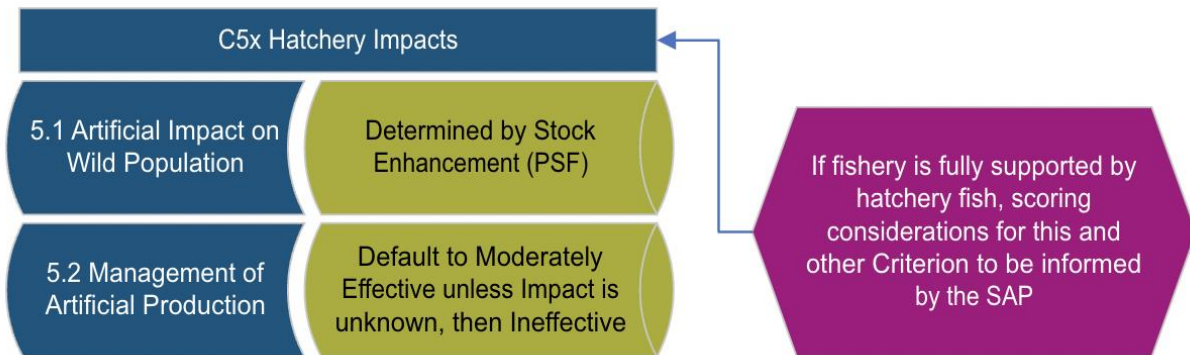 C5x Hatchery Impacts
5.1 Artificial Impact on
Wild Population
Determined by Stock
Enhancement (PSF)
5.2 Management of
Artificial Production
Default to Moderately
Effective unless Impact is
unknown, then Ineffective
If fishery is fully supported by
hatchery fish, scoring
considerations for this and
other Criterion to be informed
by the SAP